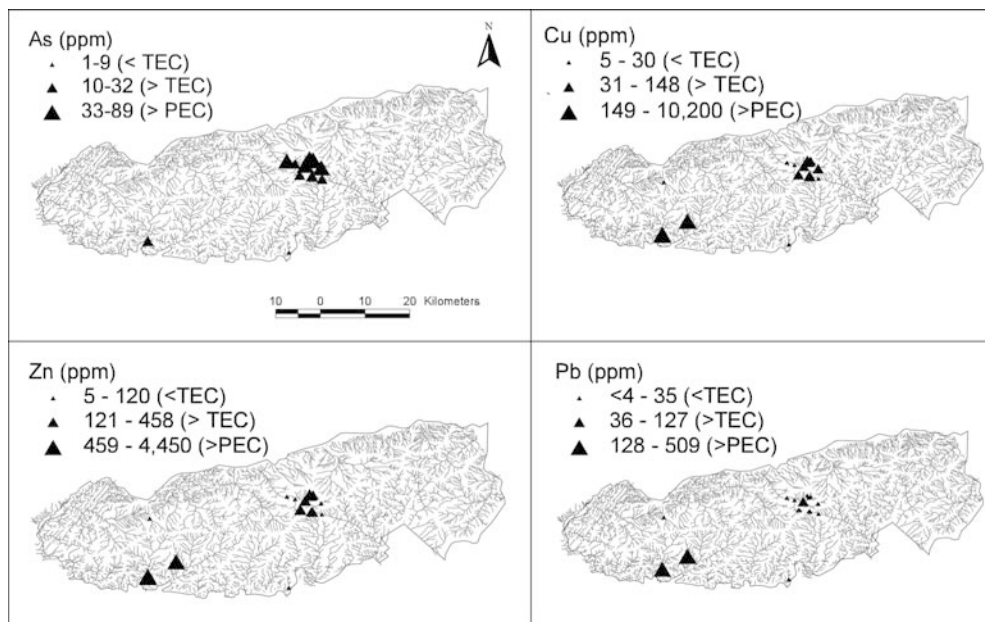 As (ppm)
1-9 (< TEC)
10-32 (> TEC)
33-89 (> PEC)
N
10 0 10 20 Kilometers
Cu (ppm)
5 - 30 (< TEC)
31 - 148 (> TEC)
149 - 10,200 (>PEC)
Zn (ppm)
5 - 120 (<TEC)
121 - 458 (> TEC)
459 - 4,450 (>PEC)
Pb (ppm)
<4 - 35 (<TEC)
36 - 127 (>TEC)
128 - 509 (>PEC)